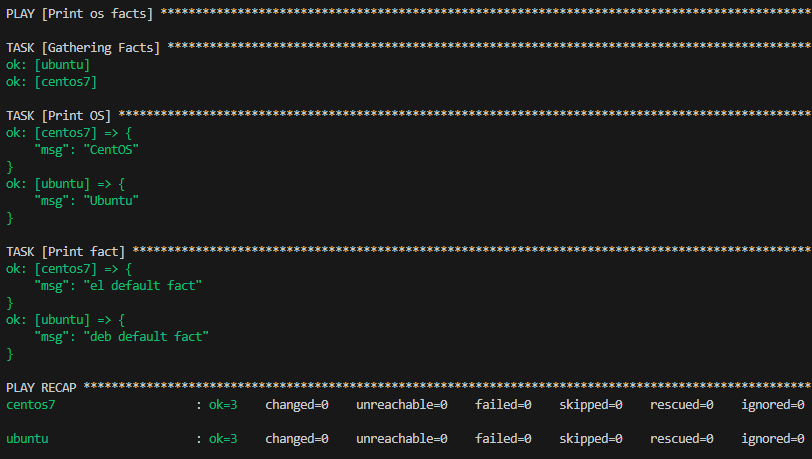 PLAY [Print os facts] *********************************************************************************************
TASK [Gathering Facts] ********************************************************************************************
ok: [ubuntu]
ok: [centos7]
TASK [Print OS] ***************************************************************************************************
ok: [centos7] => {
    "msg": "CentOS"
}
ok: [ubuntu] => {
    "msg": "Ubuntu"
}
TASK [Print fact] *************************************************************************************************
ok: [centos7] => {
    "msg": "el default fact"
}
ok: [ubuntu] => {
    "msg": "deb default fact"
}
PLAY RECAP ********************************************************************************************************
centos7                    : ok=3    changed=0    unreachable=0    failed=0    skipped=0    rescued=0    ignored=0
ubuntu                     : ok=3    changed=0    unreachable=0    failed=0    skipped=0    rescued=0    ignored=0